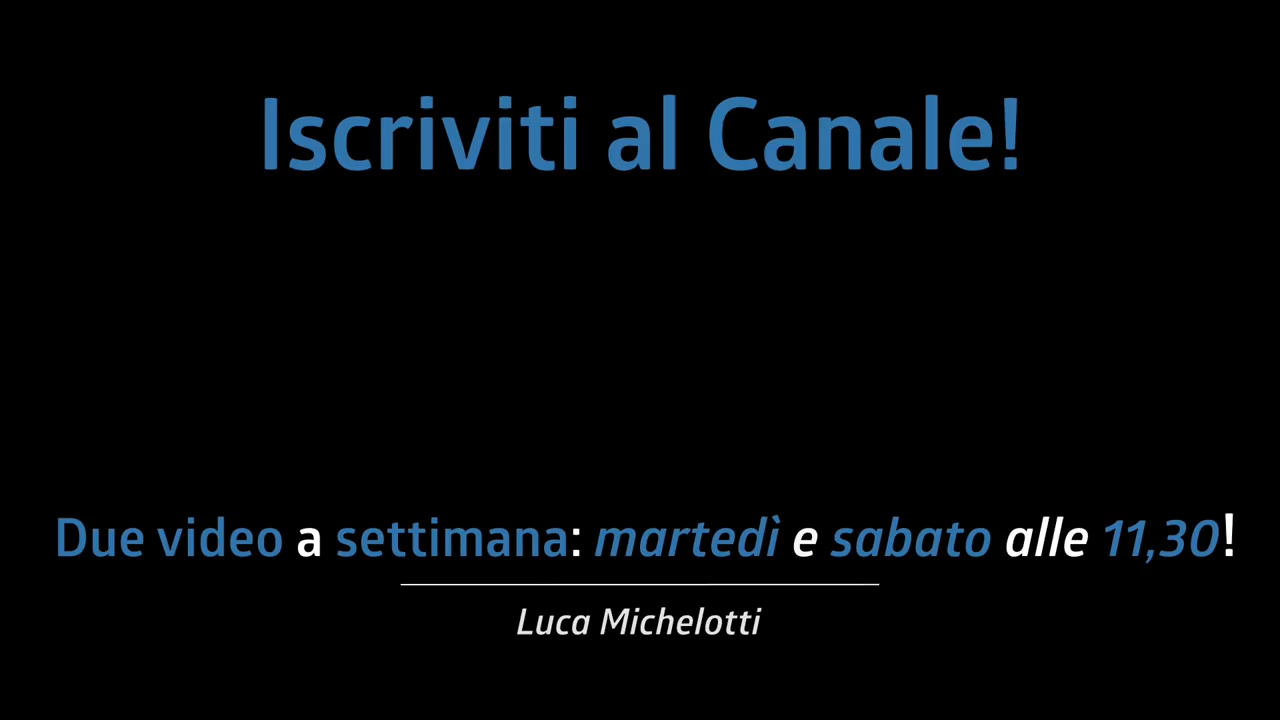 Iscriviti al Canale!
Due video a settimana: martedì e sabato alle 11,30!
Luca Michelotti